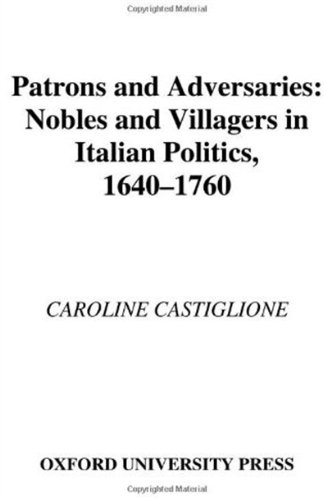 Copyrighted Material
Patrons and Adversaries:
Nobles and Villagers in
Italian Politics,
1640–1760
CAROLINE CASTIGLIONE
OXFORD UNIVERSITY PRESS
Copyrighted Material